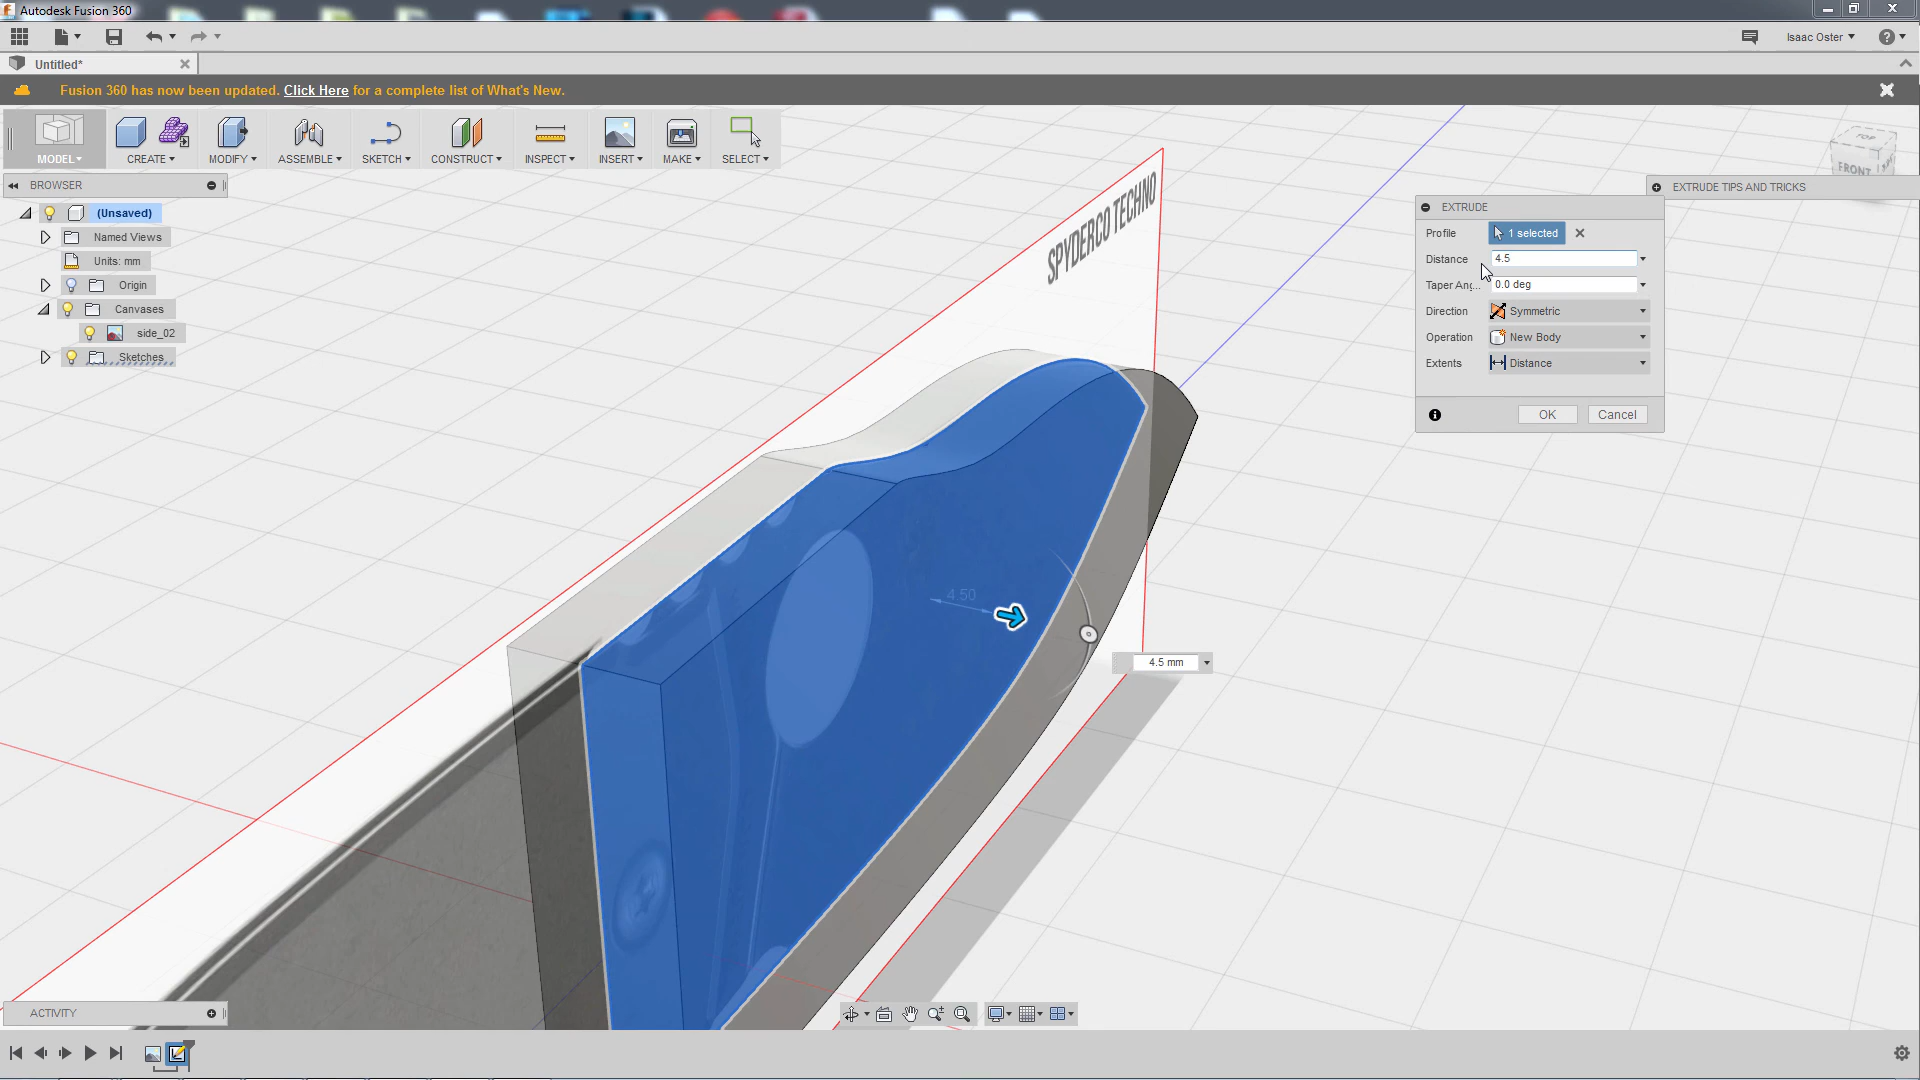 Autodesk Fusion 360
Isaac Oster
Untitled*
Fusion 360 has now been updated. Click Here for a complete list of What's New.
MODEL
CREATE
MODIFY
ASSEMBLE
SKETCH
CONSTRUCT
INSPECT
INSERT
MAKE
SELECT
BROWSER
(Unsaved)
Named Views
Units: mm
Origin
Canvases
side_02
Sketches
SPYDERCO TECHNO
TOP
FRONT
EXTRUDE TIPS AND TRICKS
EXTRUDE
Profile 1 selected
Distance 4.5
Taper Ang... 0.0 deg
Direction Symmetric
Operation New Body
Extents Distance
OK Cancel
4.50
4.5 mm
ACTIVITY